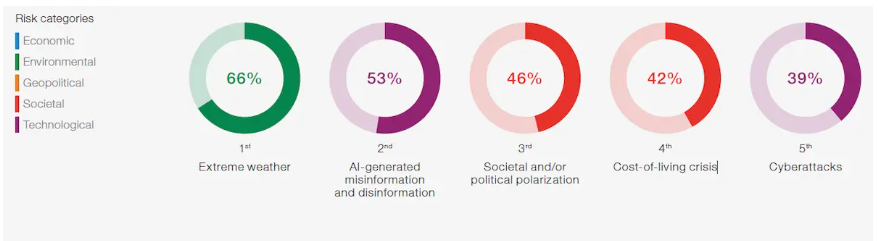 Risk categories
Economic
Environmental
Geopolitical
Societal
Technological
66%
53%
46%
42%
39%
1st
2nd
3rd
4th
5th
Extreme weather
AI-generated
misinformation
and disinformation
Societal and/or
political polarization
Cost-of-living crisis
Cyberattacks